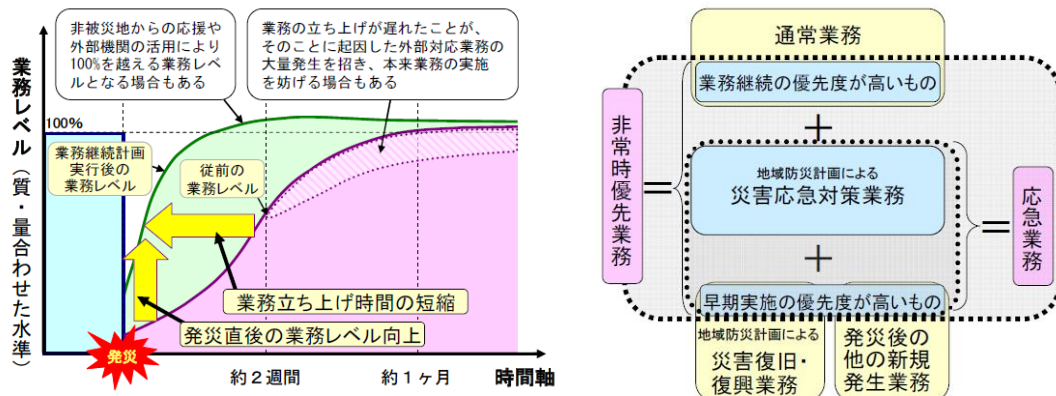 非被災地からの応援や
外部機関の活用により
100%を越える業務レベ
ルとなる場合もある
業務の立ち上げが遅れたことが、
そのことに起因した外部対応業務の
大量発生を招き、本来業務の実施
を妨げる場合もある
業務レベル（質・量合わせた水準）
100%
業務継続計画
実行後の
業務レベル
従前の
業務レベル
業務立ち上げ時間の短縮
発災直後の業務レベル向上
発災
約２週間
約１ヶ月
時間軸
通常業務
業務継続の優先度が高いもの
＋
非常時優先業務
＝
地域防災計画による
災害応急対策業務
＝
応急業務
＋
早期実施の優先度が高いもの
地域防災計画による
災害復旧・
復興業務
発災後の
他の新規
発生業務